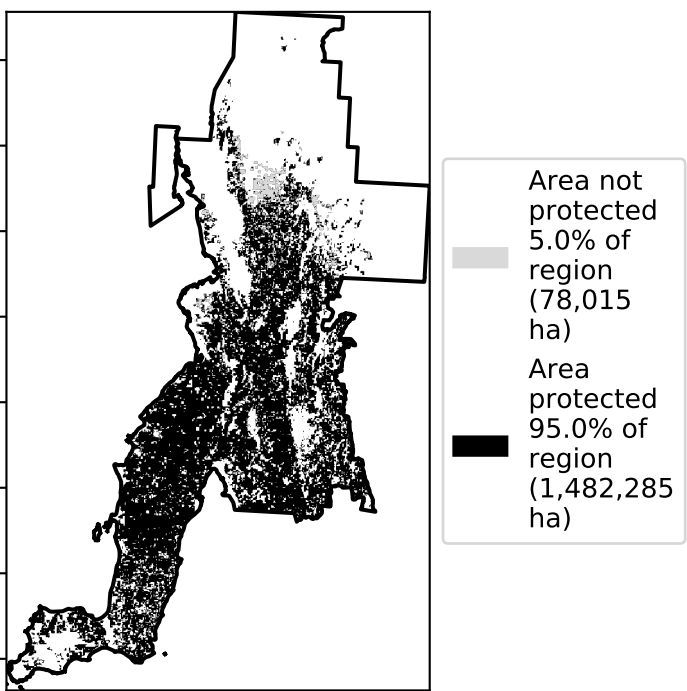 Area not
protected
5.0% of
region
(78,015
ha)
Area
protected
95.0% of
region
(1,482,285
ha)